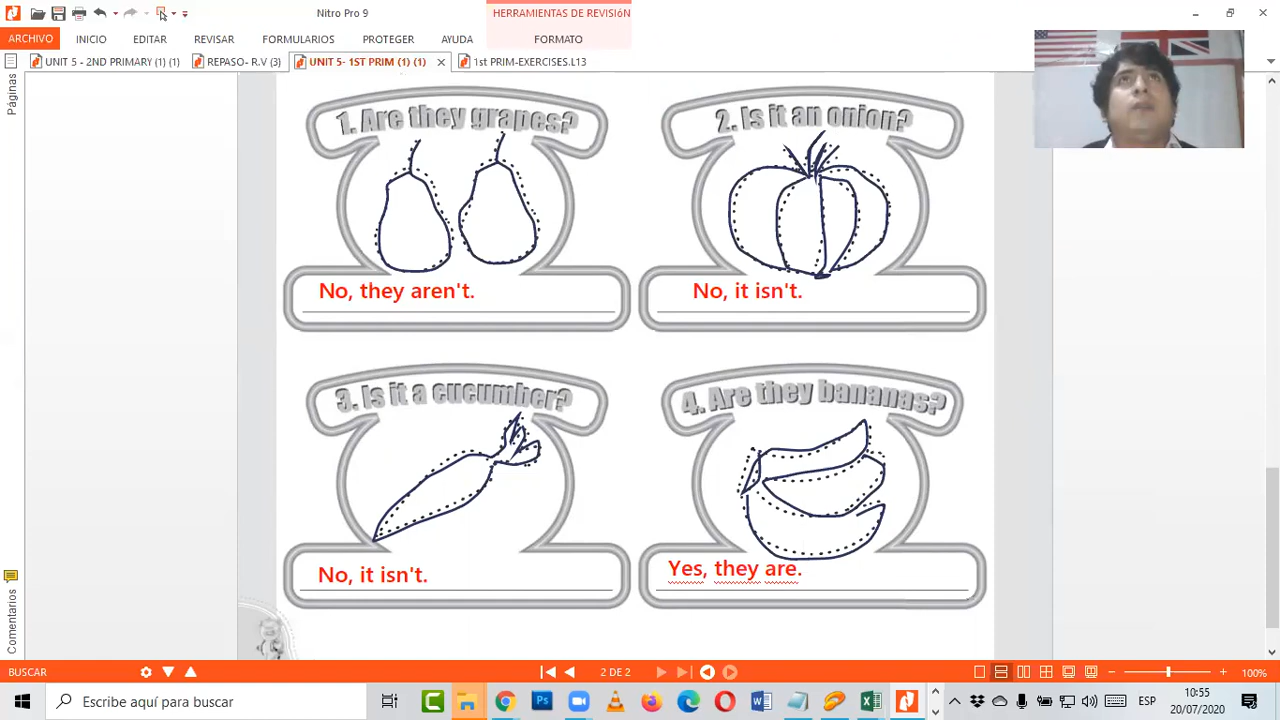 Nitro Pro 9
HERRAMIENTAS DE REVISIóN
ARCHIVO INICIO EDITAR REVISAR FORMULARIOS PROTEGER AYUDA FORMATO
UNIT 5 - 2ND PRIMARY (1) (1) REPASO- R.V (3) UNIT 5- 1ST PRIM (1) (1) 1st PRIM-EXERCISES.L13
Páginas
1. Are they grapes?
No, they aren't.
2. Is it an onion?
No, it isn't.
3. Is it a cucumber?
No, it isn't.
4. Are they bananas?
Yes, they are.
Comentarios
BUSCAR 2 DE 2 100%
Escribe aquí para buscar ESP 10:55
20/07/2020